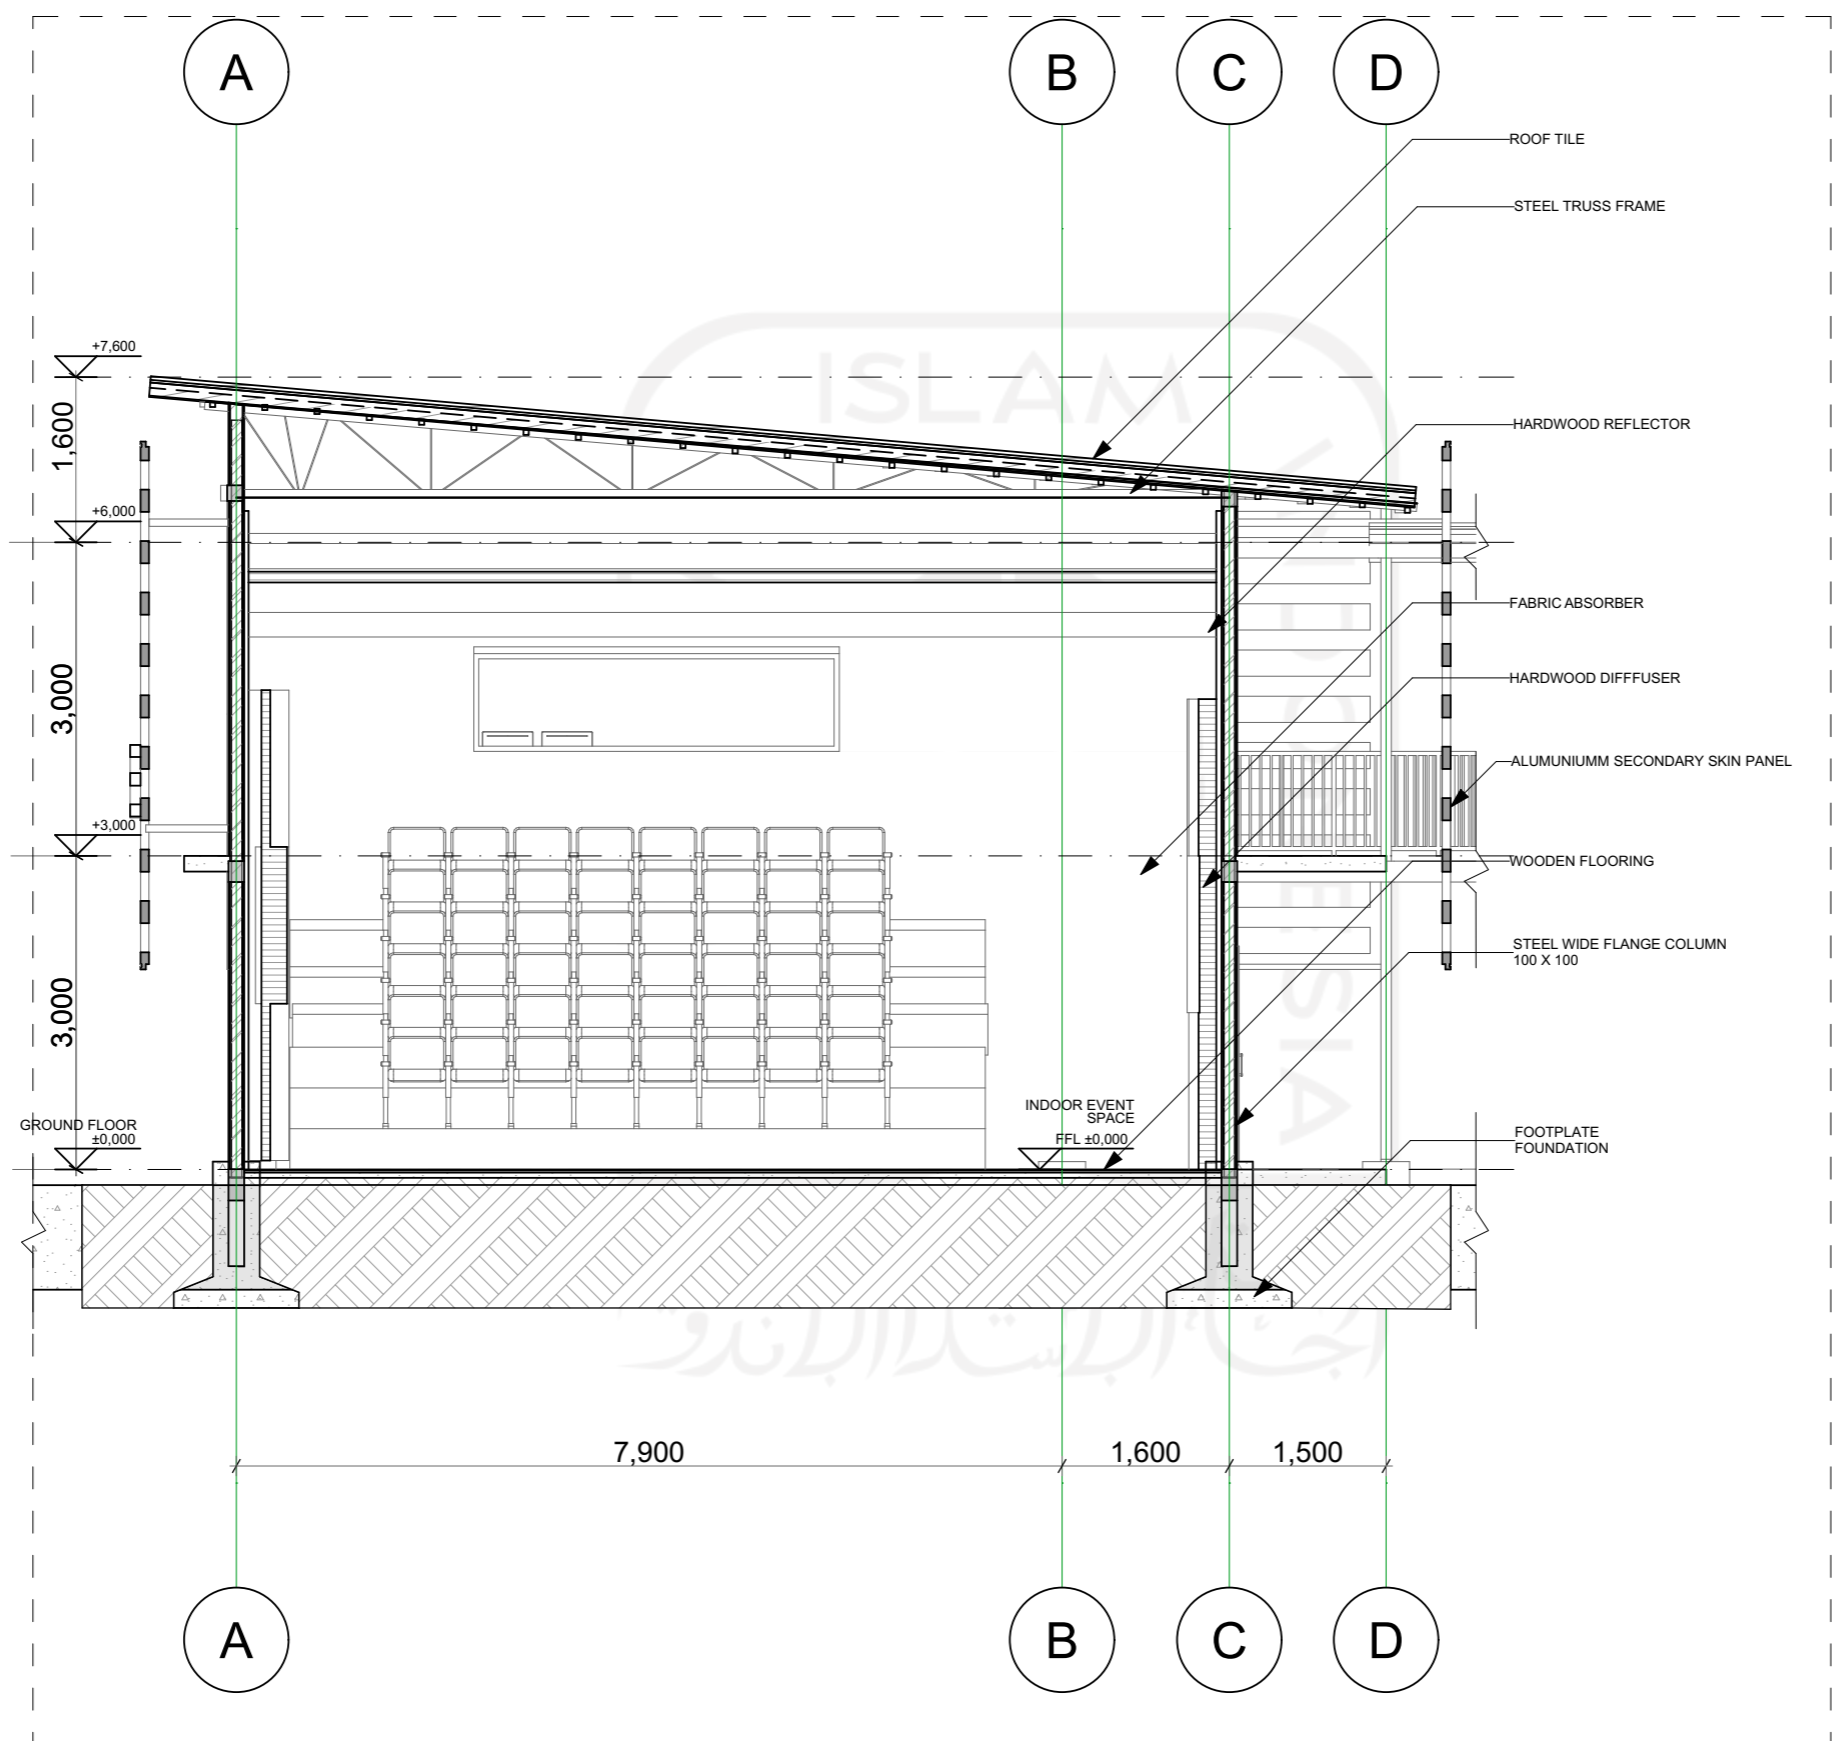 A
B
C
D
ROOF TILE
STEEL TRUSS FRAME
+7,600
1,600
ISLAM
HARDWOOD REFLECTOR
+6,000
FABRIC ABSORBER
3,000
HARDWOOD DIFFFUSER
ALUMUNIUMM SECONDARY SKIN PANEL
+3,000
WOODEN FLOORING
STEEL WIDE FLANGE COLUMN
100 X 100
3,000
INDOOR EVENT
SPACE
GROUND FLOOR
±0,000
FFL ±0,000
FOOTPLATE
FOUNDATION
7,900
1,600
1,500
A
B
C
D